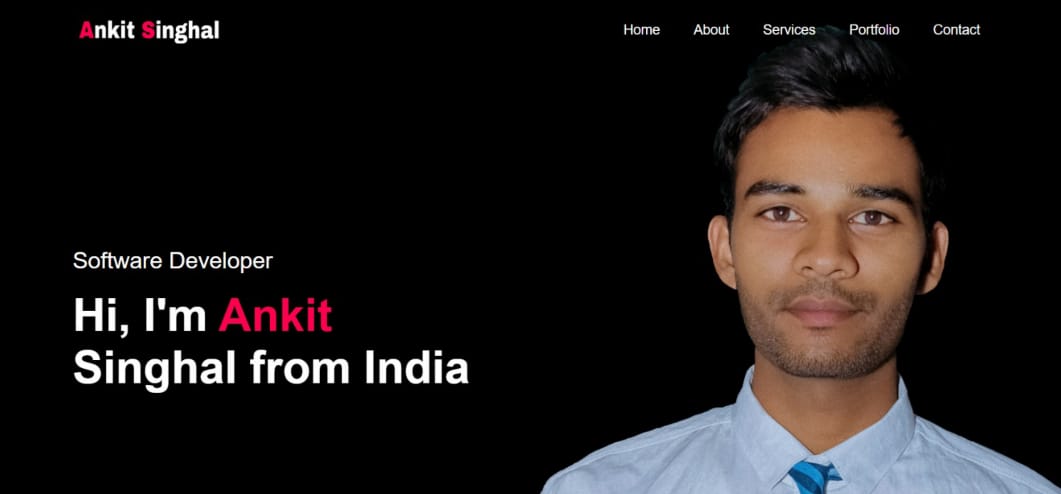 Ankit Singhal
Home About Services Portfolio Contact
Software Developer
Hi, I'm Ankit
Singhal from India